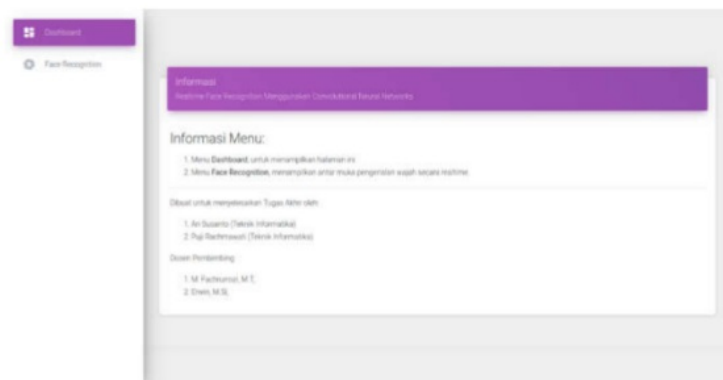 Dashboard
Face Recognition
Informasi
Realtime Face Recognition Menggunakan Convolutional Neural Networks
Informasi Menu:
1. Menu Dashboard, untuk menampilkan halaman ini
2. Menu Face Recognition, menampilkan antar muka pengenalan wajah secara realtime.
Dibuat untuk menyelesaikan Tugas Akhir oleh:
1. Ari Susanto (Teknik Informatika)
2. Puji Rachmawati (Teknik Informatika)
Dosen Pembimbing
1. M. Fachrurrozi, M.T,
2. Erwin, M.Si,